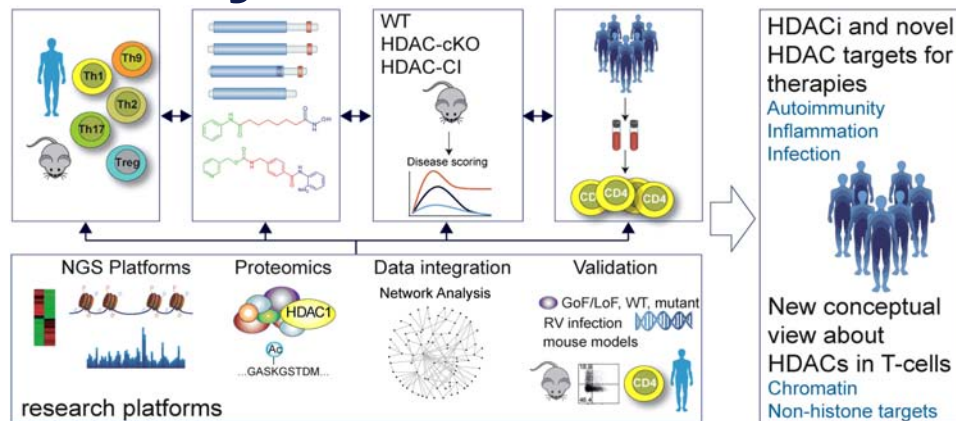 Th1
Th9
Th2
Th17
Treg
OH
WT
HDAC-cKO
HDAC-CI
Disease scoring
CD4
CD4
HDACi and novel
HDAC targets for
therapies
Autoimmunity
Inflammation
Infection
NGS Platforms
Proteomics
HDAC1
Ac
...GASKGSTDM...
Data integration
Network Analysis
Validation
GoF/LoF, WT, mutant
RV infection
mouse models
CD4
research platforms
New conceptual
view about
HDACs in T-cells
Chromatin
Non-histone targets